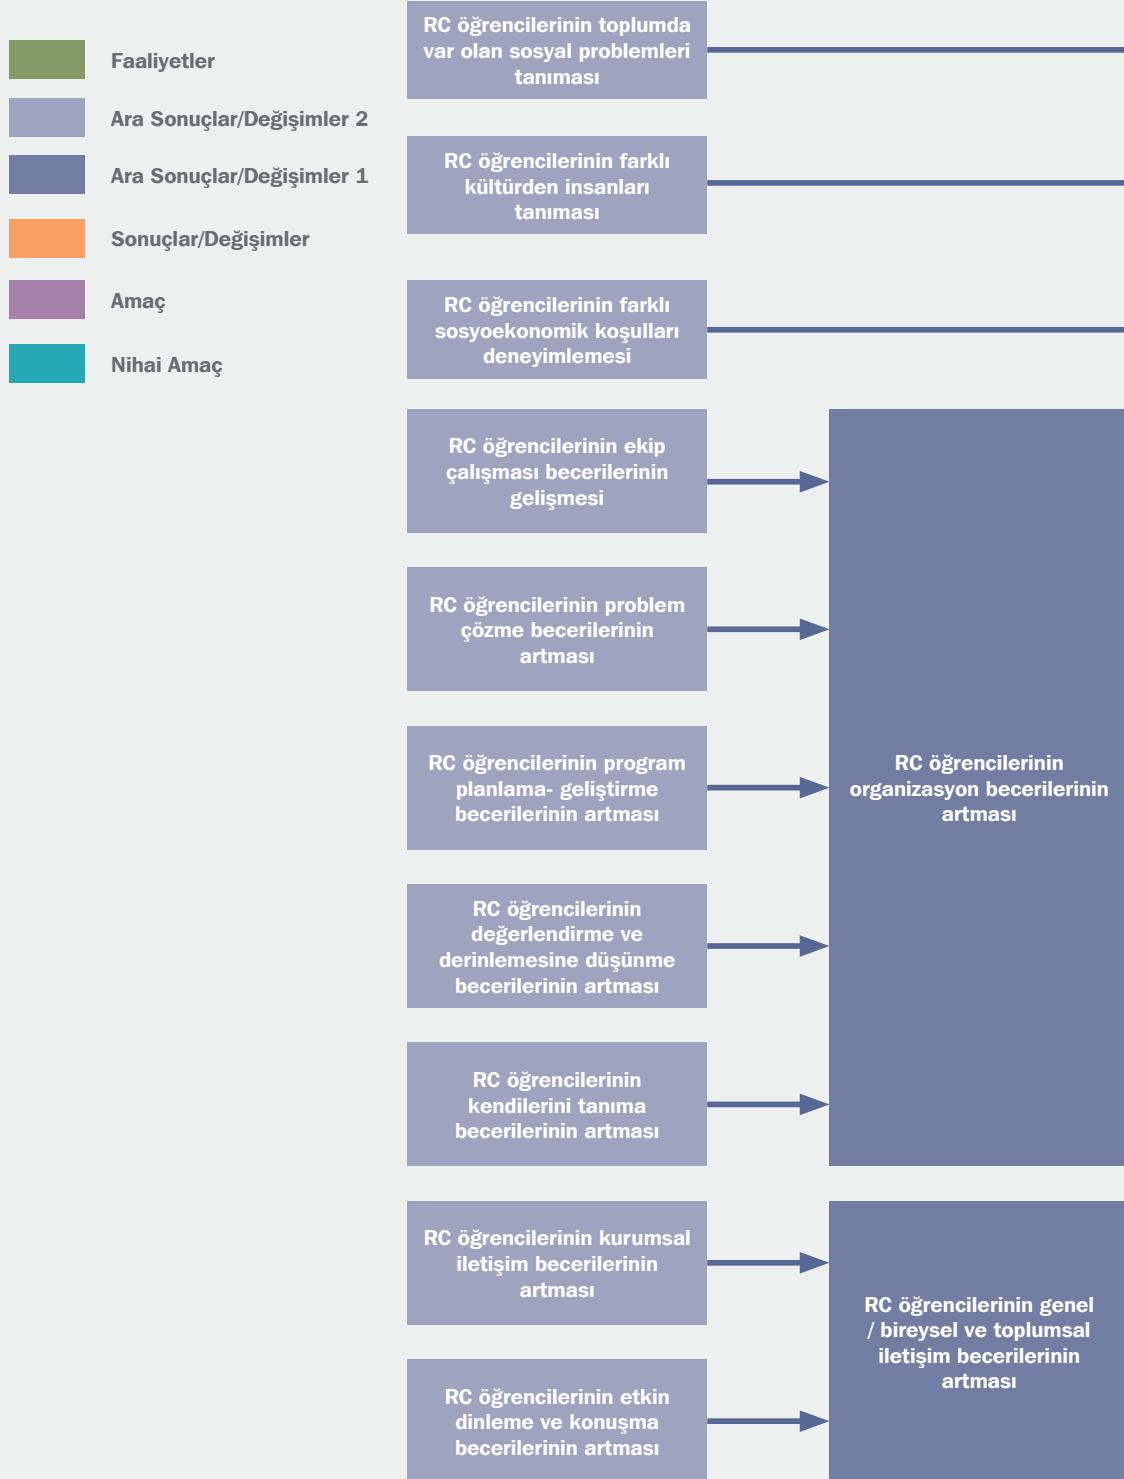 Faaliyetler
Ara Sonuçlar/Değişimler 2
Ara Sonuçlar/Değişimler 1
Sonuçlar/Değişimler
Amaç
Nihai Amaç
RC öğrencilerinin toplumda
var olan sosyal problemleri
tanıması
RC öğrencilerinin farklı
kültürden insanları
tanıması
RC öğrencilerinin farklı
sosyoekonomik koşulları
deneyimlemesi
RC öğrencilerinin ekip
çalışması becerilerinin
gelişmesi
RC öğrencilerinin problem
çözme becerilerinin
artması
RC öğrencilerinin program
planlama- geliştirme
becerilerinin artması
RC öğrencilerinin
değerlendirme ve
derinlemesine düşünme
becerilerinin artması
RC öğrencilerinin
kendilerini tanıma
becerilerinin artması
RC öğrencilerinin
organizasyon becerilerinin
artması
RC öğrencilerinin kurumsal
iletişim becerilerinin
artması
RC öğrencilerinin etkin
dinleme ve konuşma
becerilerinin artması
RC öğrencilerinin genel
/ bireysel ve toplumsal
iletişim becerilerinin
artması